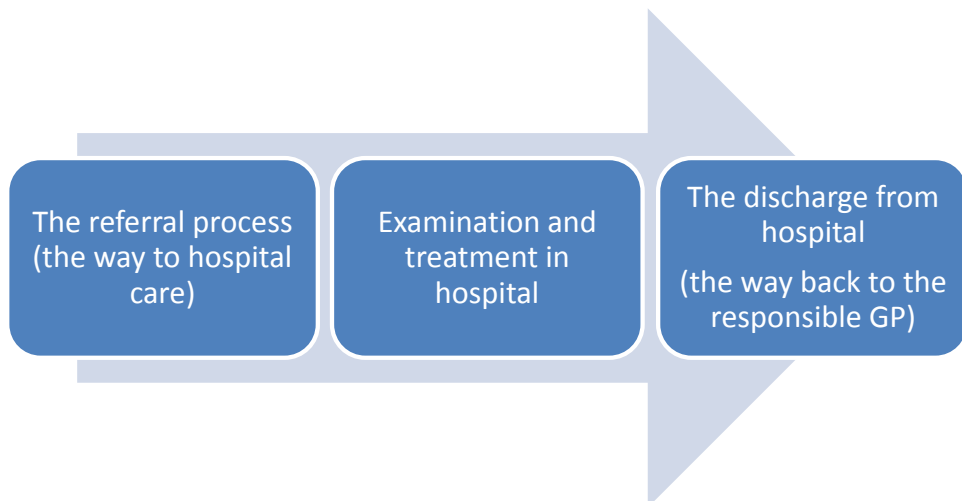 The referral process
(the way to hospital
care)
Examination and
treatment in
hospital
The discharge from
hospital
(the way back to the
responsible GP)